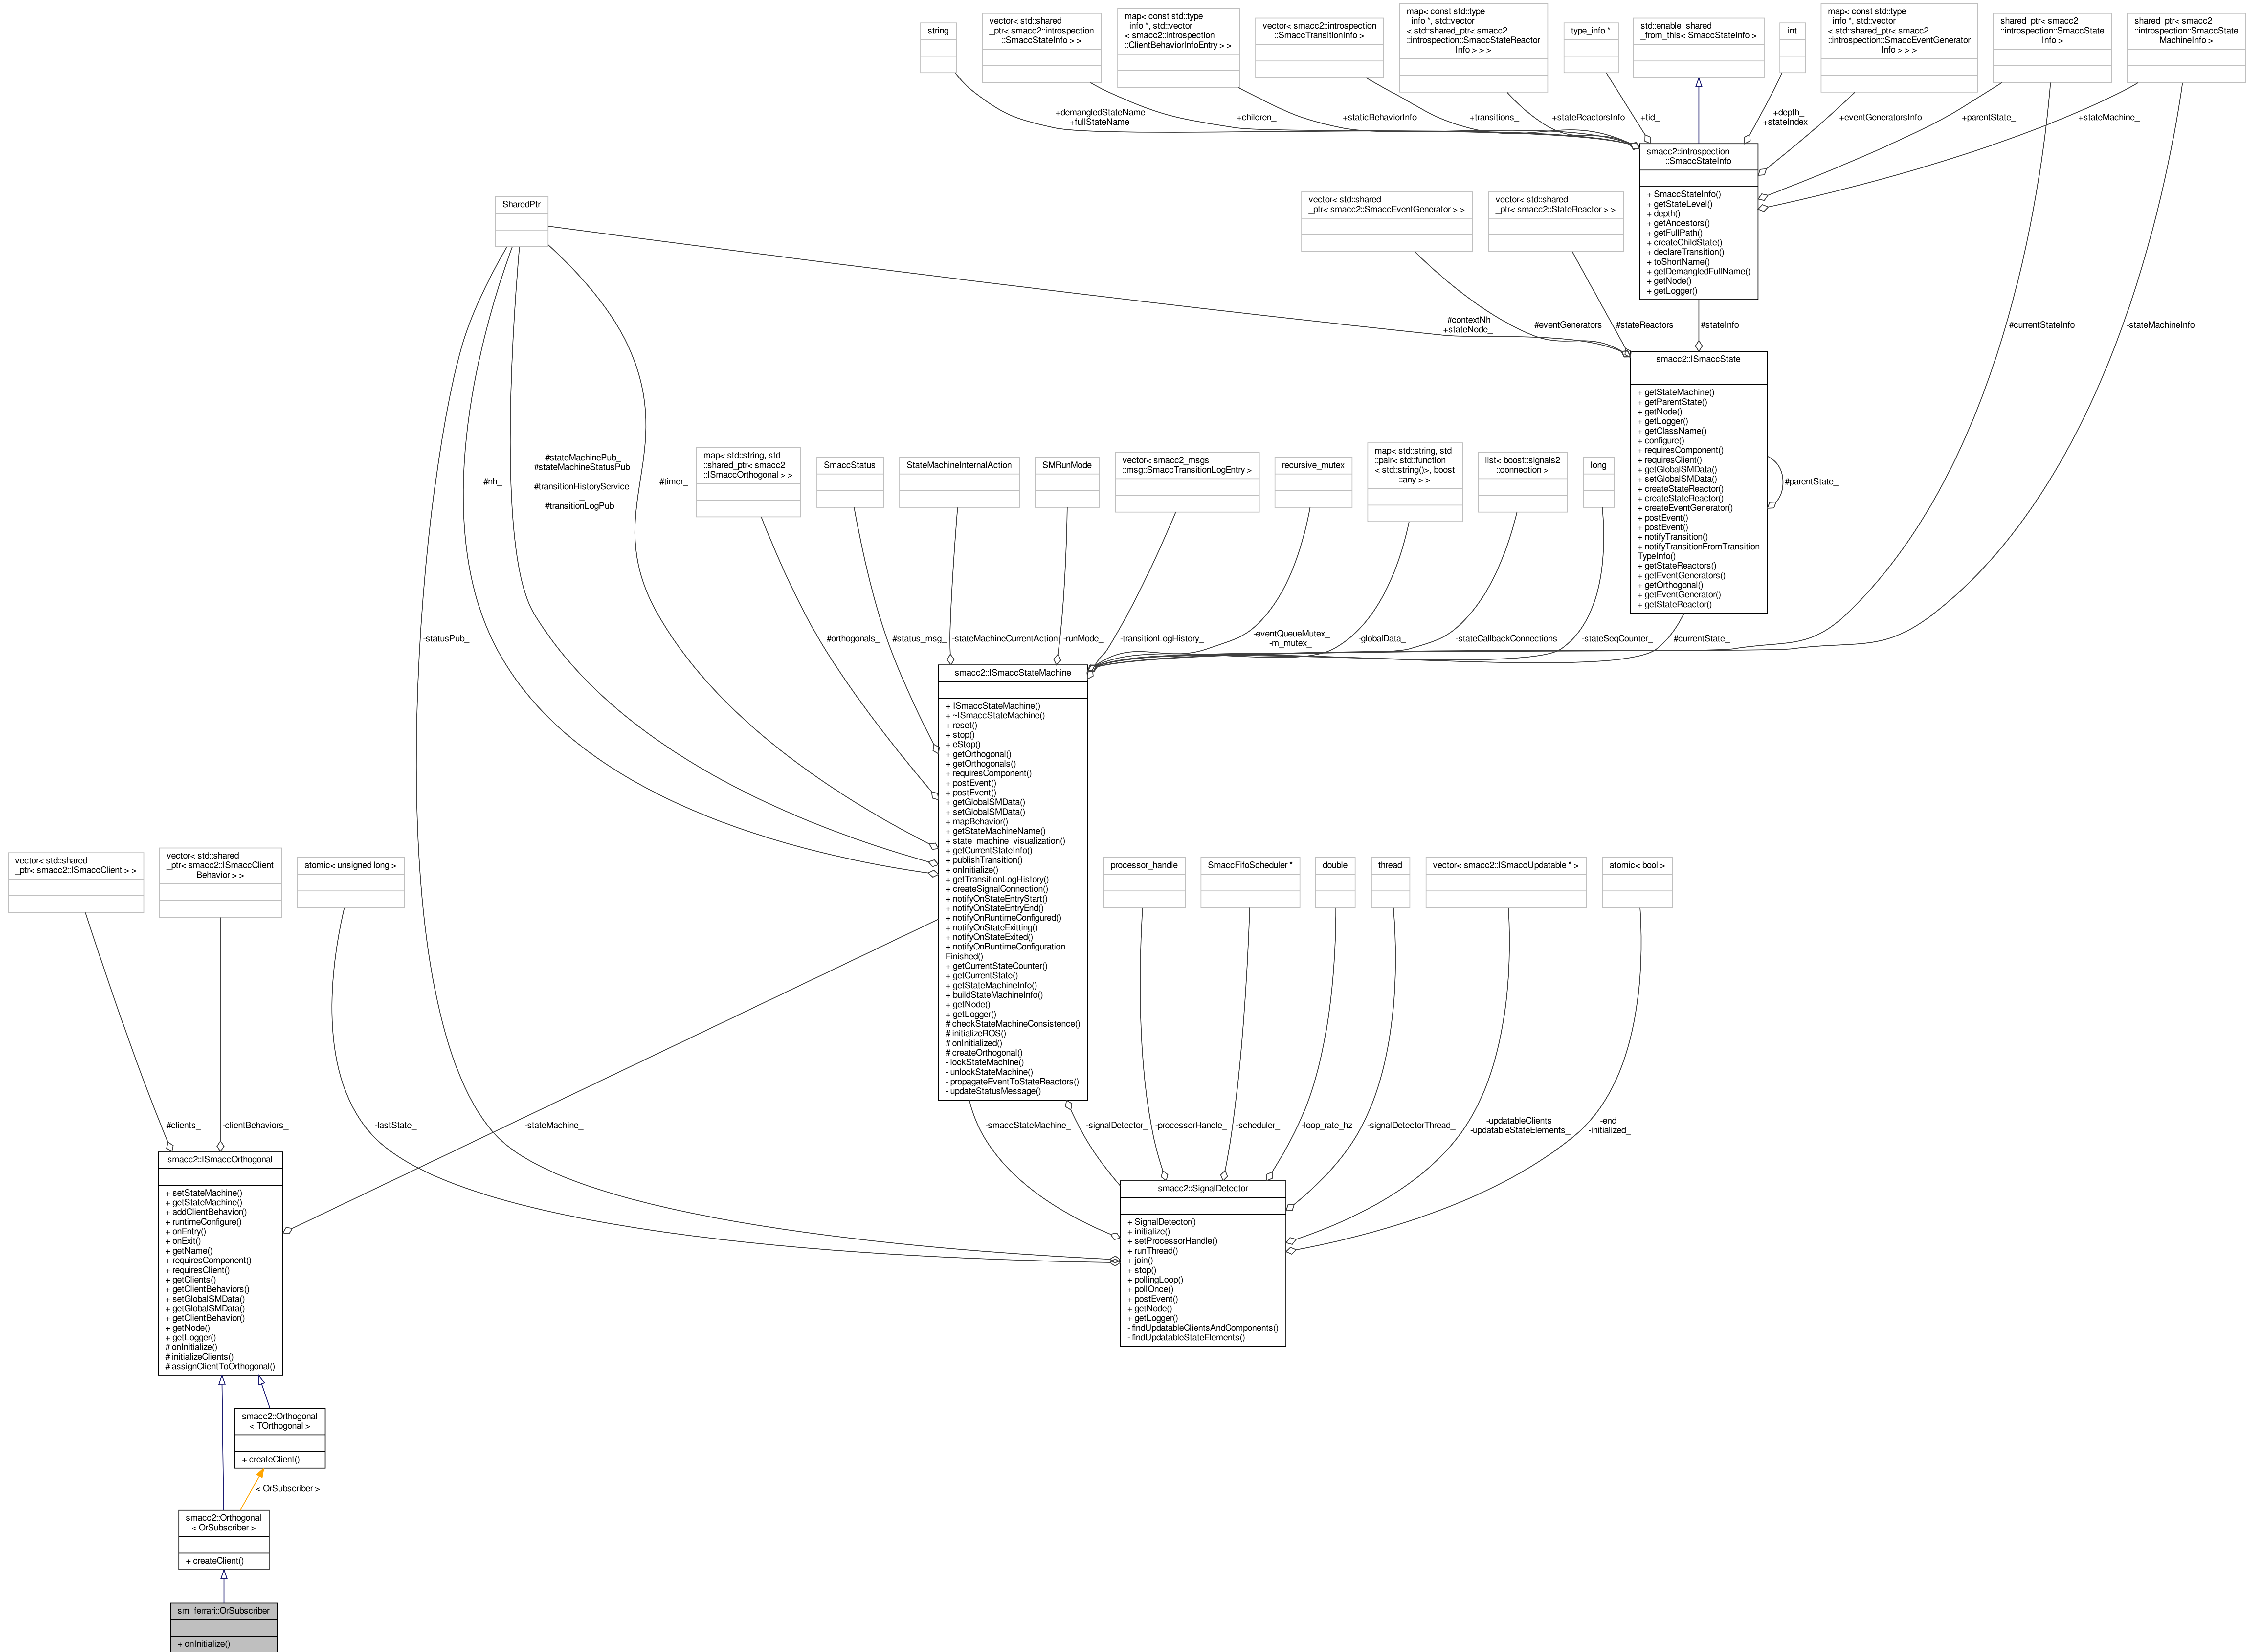 string
vector< std::shared
_ptr< smacc2::introspection
::SmaccStateInfo > >
map< const std::type
_info *, std::vector
< smacc2::introspection
::ClientBehaviorInfoEntry > >
vector< smacc2::introspection
::SmaccTransitionInfo >
map< const std::type
_info *, std::vector
< std::shared_ptr< smacc2
::introspection::SmaccStateReactor
Info > > >
type_info *
std::enable_shared
_from_this< SmaccStateInfo >
int
map< const std::type
_info *, std::vector
< std::shared_ptr< smacc2
::introspection::SmaccEventGenerator
Info > > >
shared_ptr< smacc2
::introspection::SmaccState
Info >
shared_ptr< smacc2
::introspection::SmaccState
MachineInfo >
+demangledStateName
+fullStateName
+children_
+staticBehaviorInfo
+transitions_
+stateReactorsInfo
+tid_
+depth_
+stateIndex_
+eventGeneratorsInfo
+parentState_
+stateMachine_
smacc2::introspection
::SmaccStateInfo
+ SmaccStateInfo()
+ getStateLevel()
+ depth()
+ getAncestors()
+ getFullPath()
+ createChildState()
+ declareTransition()
+ toShortName()
+ getDemangledFullName()
+ getNode()
+ getLogger()
SharedPtr
vector< std::shared
_ptr< smacc2::SmaccEventGenerator > >
vector< std::shared
_ptr< smacc2::StateReactor > >
#contextNh
+stateNode_
#eventGenerators_
#stateReactors_
#stateInfo_
#currentStateInfo_
-stateMachineInfo_
smacc2::ISmaccState
+ getStateMachine()
+ getParentState()
+ getNode()
+ getLogger()
+ getClassName()
+ configure()
+ requiresComponent()
+ requiresClient()
+ getGlobalSMData()
+ setGlobalSMData()
+ createStateReactor()
+ createStateReactor()
+ createEventGenerator()
+ postEvent()
+ postEvent()
+ notifyTransition()
+ notifyTransitionFromTransition
TypeInfo()
+ getStateReactors()
+ getEventGenerators()
+ getOrthogonal()
+ getEventGenerator()
+ getStateReactor()
#parentState_
#nh_
#stateMachinePub_
#stateMachineStatusPub
_
#transitionHistoryService
_
#transitionLogPub_
#timer_
map< std::string, std
::shared_ptr< smacc2
::ISmaccOrthogonal > >
SmaccStatus
StateMachineInternalAction
SMRunMode
vector< smacc2_msgs
::msg::SmaccTransitionLogEntry >
recursive_mutex
map< std::string, std
::pair< std::function
< std::string()>, boost
::any > >
list< boost::signals2
::connection >
long
-statusPub_
#orthogonals_
#status_msg_
-stateMachineCurrentAction
-runMode_
-transitionLogHistory_
-eventQueueMutex_
-m_mutex_
-globalData_
-stateCallbackConnections
-stateSeqCounter_
#currentState_
smacc2::ISmaccStateMachine
+ ISmaccStateMachine()
+ ~ISmaccStateMachine()
+ reset()
+ stop()
+ eStop()
+ getOrthogonal()
+ getOrthogonals()
+ requiresComponent()
+ postEvent()
+ postEvent()
+ getGlobalSMData()
+ setGlobalSMData()
+ mapBehavior()
+ getStateMachineName()
+ state_machine_visualization()
+ getCurrentStateInfo()
+ publishTransition()
+ onInitialize()
+ getTransitionLogHistory()
+ createSignalConnection()
+ notifyOnStateEntryStart()
+ notifyOnStateEntryEnd()
+ notifyOnRuntimeConfigured()
+ notifyOnStateExitting()
+ notifyOnStateExited()
+ notifyOnRuntimeConfiguration
Finished()
+ getCurrentStateCounter()
+ getCurrentState()
+ getStateMachineInfo()
+ buildStateMachineInfo()
+ getNode()
+ getLogger()
# checkStateMachineConsistence()
# initializeROS()
# onInitialized()
# createOrthogonal()
- lockStateMachine()
- unlockStateMachine()
- propagateEventToStateReactors()
- updateStatusMessage()
vector< std::shared
_ptr< smacc2::ISmaccClient > >
vector< std::shared
_ptr< smacc2::ISmaccClient
Behavior > >
atomic< unsigned long >
processor_handle
SmaccFifoScheduler *
double
thread
vector< smacc2::ISmaccUpdatable * >
atomic< bool >
#clients_
-clientBehaviors_
-lastState_
-stateMachine_
-smaccStateMachine_
-signalDetector_
-processorHandle_
-scheduler_
-loop_rate_hz
-signalDetectorThread_
-updatableClients_
-updatableStateElements_
-end_
-initialized_
smacc2::ISmaccOrthogonal
+ setStateMachine()
+ getStateMachine()
+ addClientBehavior()
+ runtimeConfigure()
+ onEntry()
+ onExit()
+ getName()
+ requiresComponent()
+ requiresClient()
+ getClients()
+ getClientBehaviors()
+ setGlobalSMData()
+ getGlobalSMData()
+ getClientBehavior()
+ getNode()
+ getLogger()
# onInitialize()
# initializeClients()
# assignClientToOrthogonal()
smacc2::SignalDetector
+ SignalDetector()
+ initialize()
+ setProcessorHandle()
+ runThread()
+ join()
+ stop()
+ pollingLoop()
+ pollOnce()
+ postEvent()
+ getNode()
+ getLogger()
- findUpdatableClientsAndComponents()
- findUpdatableStateElements()
smacc2::Orthogonal
< TOrthogonal >
+ createClient()
< OrSubscriber >
smacc2::Orthogonal
< OrSubscriber >
+ createClient()
sm_ferrari::OrSubscriber
+ onInitialize()